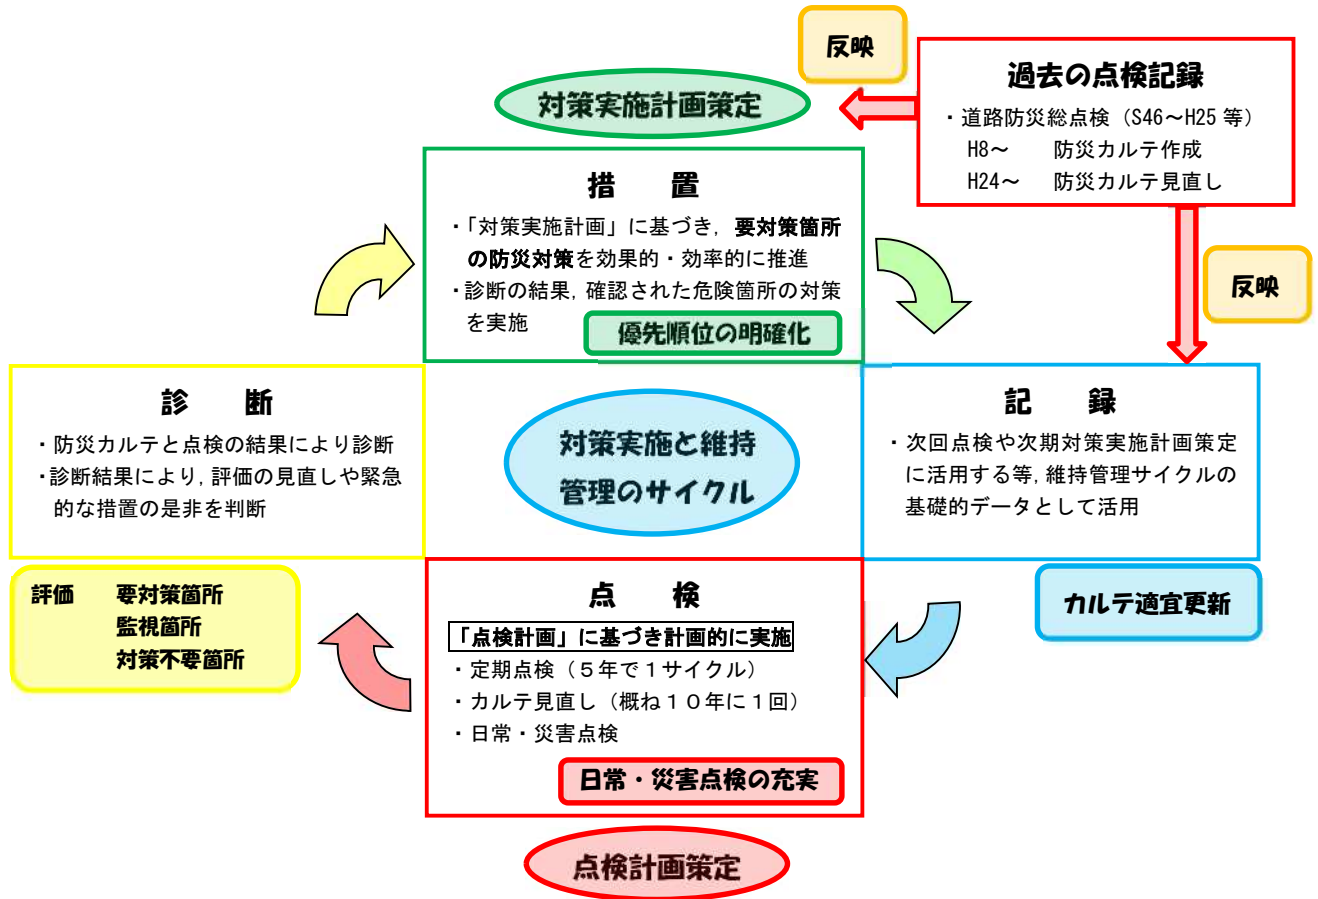 反映
過去の点検記録
・道路防災総点検（S46～H25 等）
H8～　防災カルテ作成
H24～　防災カルテ見直し
対策実施計画策定
措　置
・「対策実施計画」に基づき，要対策箇所
の防災対策を効果的・効率的に推進
・診断の結果，確認された危険箇所の対策
を実施
優先順位の明確化
反映
診　断
・防災カルテと点検の結果により診断
・診断結果により，評価の見直しや緊急
的な措置の是非を判断
対策実施と維持
管理のサイクル
記　録
・次回点検や次期対策実施計画策定
に活用する等，維持管理サイクルの
基礎的データとして活用
評価　要対策箇所
監視箇所
対策不要箇所
点　検
「点検計画」に基づき計画的に実施
・定期点検（５年で１サイクル）
・カルテ見直し（概ね１０年に１回）
・日常・災害点検
日常・災害点検の充実
カルテ適宜更新
点検計画策定